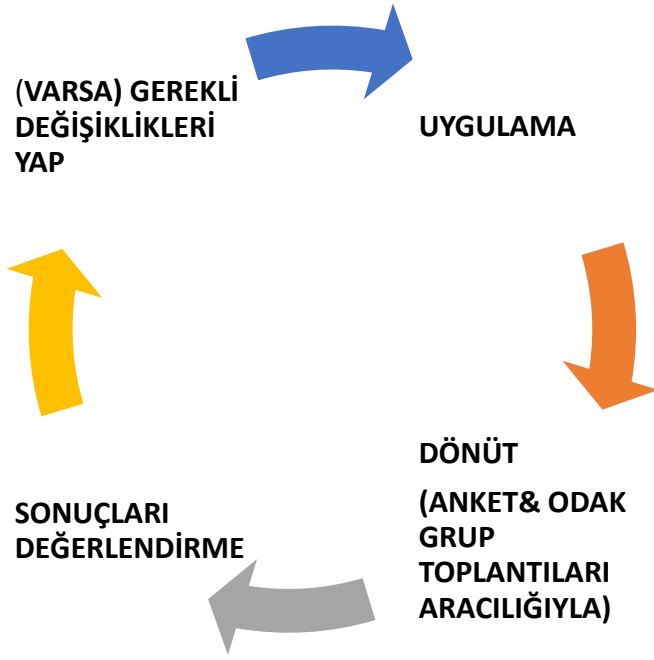 (VARSA) GEREKLİ
DEĞİŞİKLİKLERİ
YAP
UYGULAMA
DÖNÜT
(ANKET& ODAK
GRUP
TOPLANTILARI
ARACILIĞIYLA)
SONUÇLARI
DEĞERLENDİRME